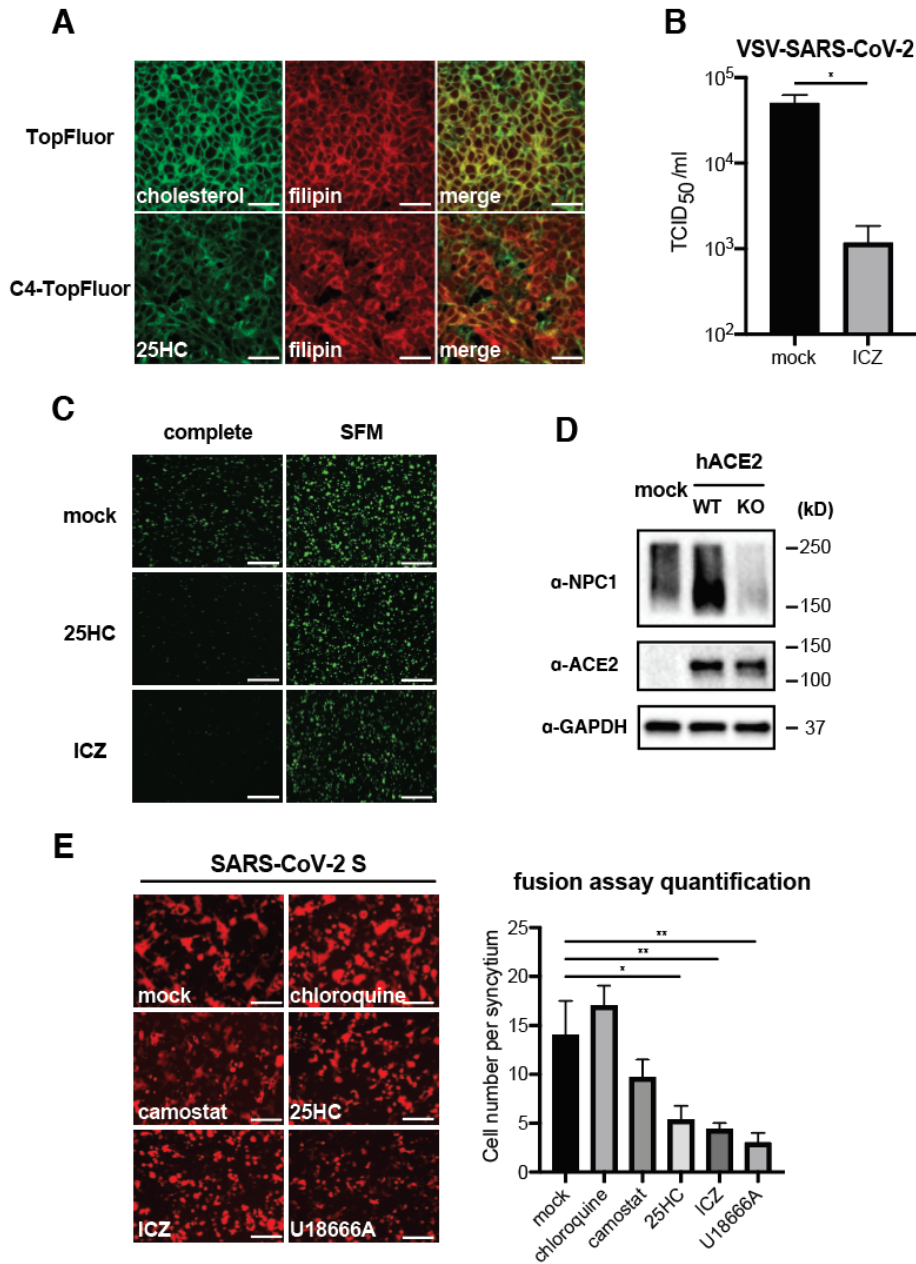 A
TopFluor
cholesterol filipin merge
C4-TopFluor
25HC filipin merge
B
VSV-SARS-CoV-2
*
10^5
10^4
10^3
10^2
TCID50 /ml
mock ICZ
C
complete SFM
mock
25HC
ICZ
D
hACE2
mock WT KO (kD)
α-NPC1
250
150
α-ACE2
150
100
α-GAPDH
37
E
SARS-CoV-2 S
mock chloroquine
camostat 25HC
ICZ U18666A
fusion assay quantification
**
**
*
25
20
15
10
5
0
Cell number per syncytium
mock
chloroquine
camostat
25HC
ICZ
U18666A